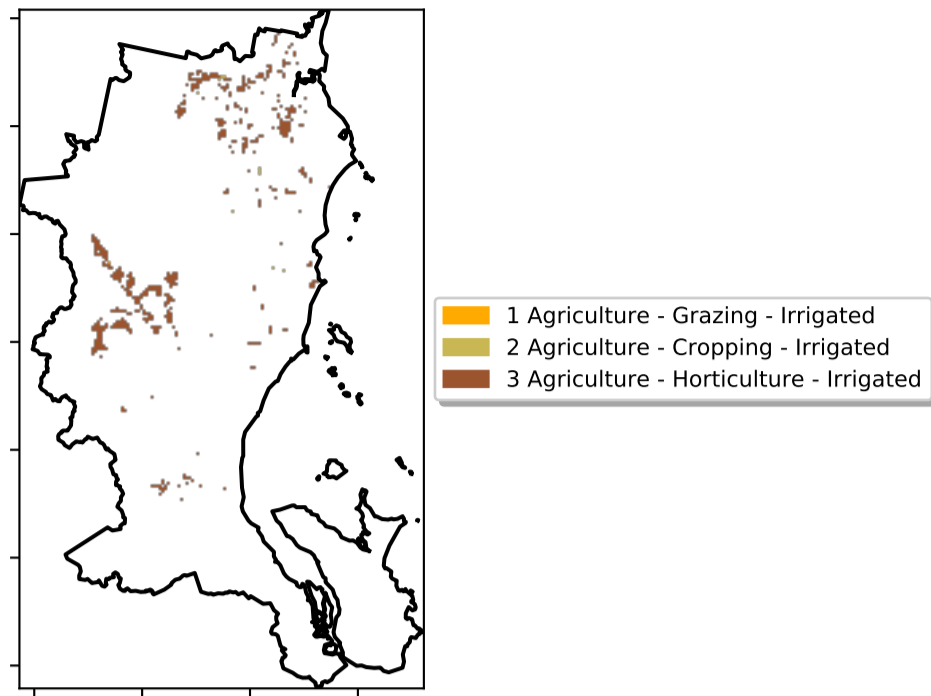 1 Agriculture - Grazing - Irrigated
2 Agriculture - Cropping - Irrigated
3 Agriculture - Horticulture - Irrigated